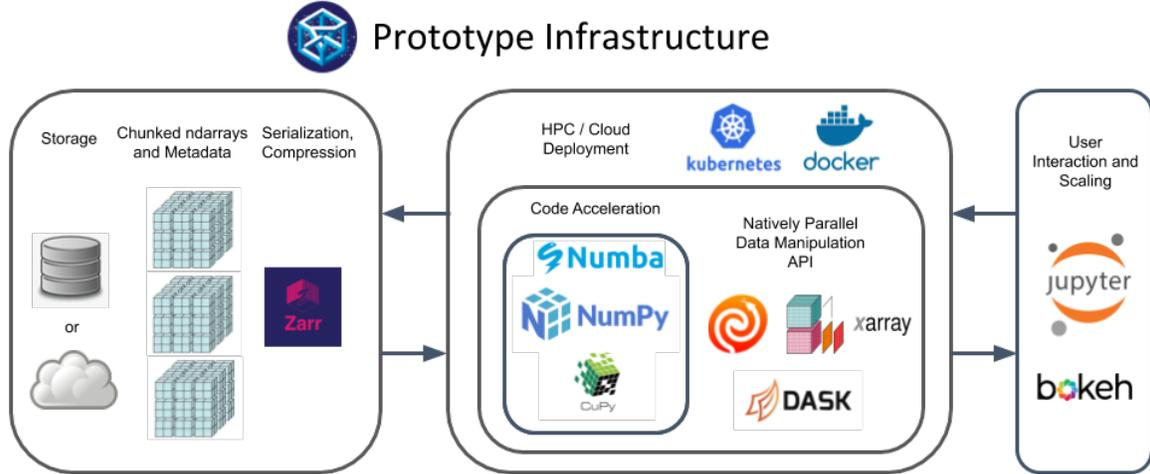 Prototype Infrastructure
Storage
Chunked ndarrays
and Metadata
Serialization,
Compression
or
Zarr
HPC / Cloud
Deployment
kubernetes
docker
Code Acceleration
Numba
NumPy
CuPy
Natively Parallel
Data Manipulation
API
xarray
DASK
User
Interaction and
Scaling
jupyter
bokeh